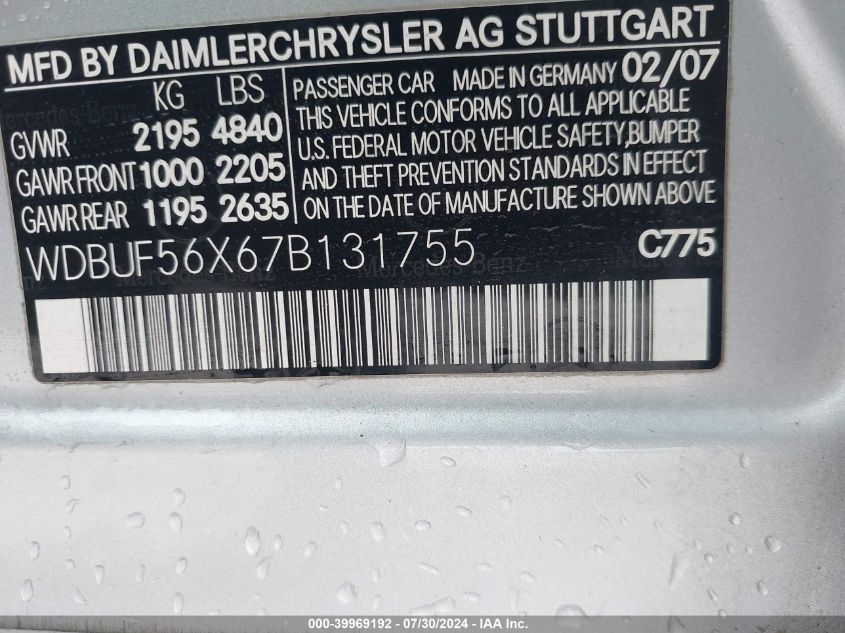 MFD BY DAIMLERCHRYSLER AG STUTTGART
KG LBS
GVWR 2195 4840
GAWR FRONT 1000 2205
GAWR REAR 1195 2635
PASSENGER CAR MADE IN GERMANY 02/07
THIS VEHICLE CONFORMS TO ALL APPLICABLE
U.S. FEDERAL MOTOR VEHICLE SAFETY, BUMPER
AND THEFT PREVENTION STANDARDS IN EFFECT
ON THE DATE OF MANUFACTURE SHOWN ABOVE
WDBUF56X67B131755 C775
Mercedes-Benz
000-39969192 - 07/30/2024 - IAA Inc.